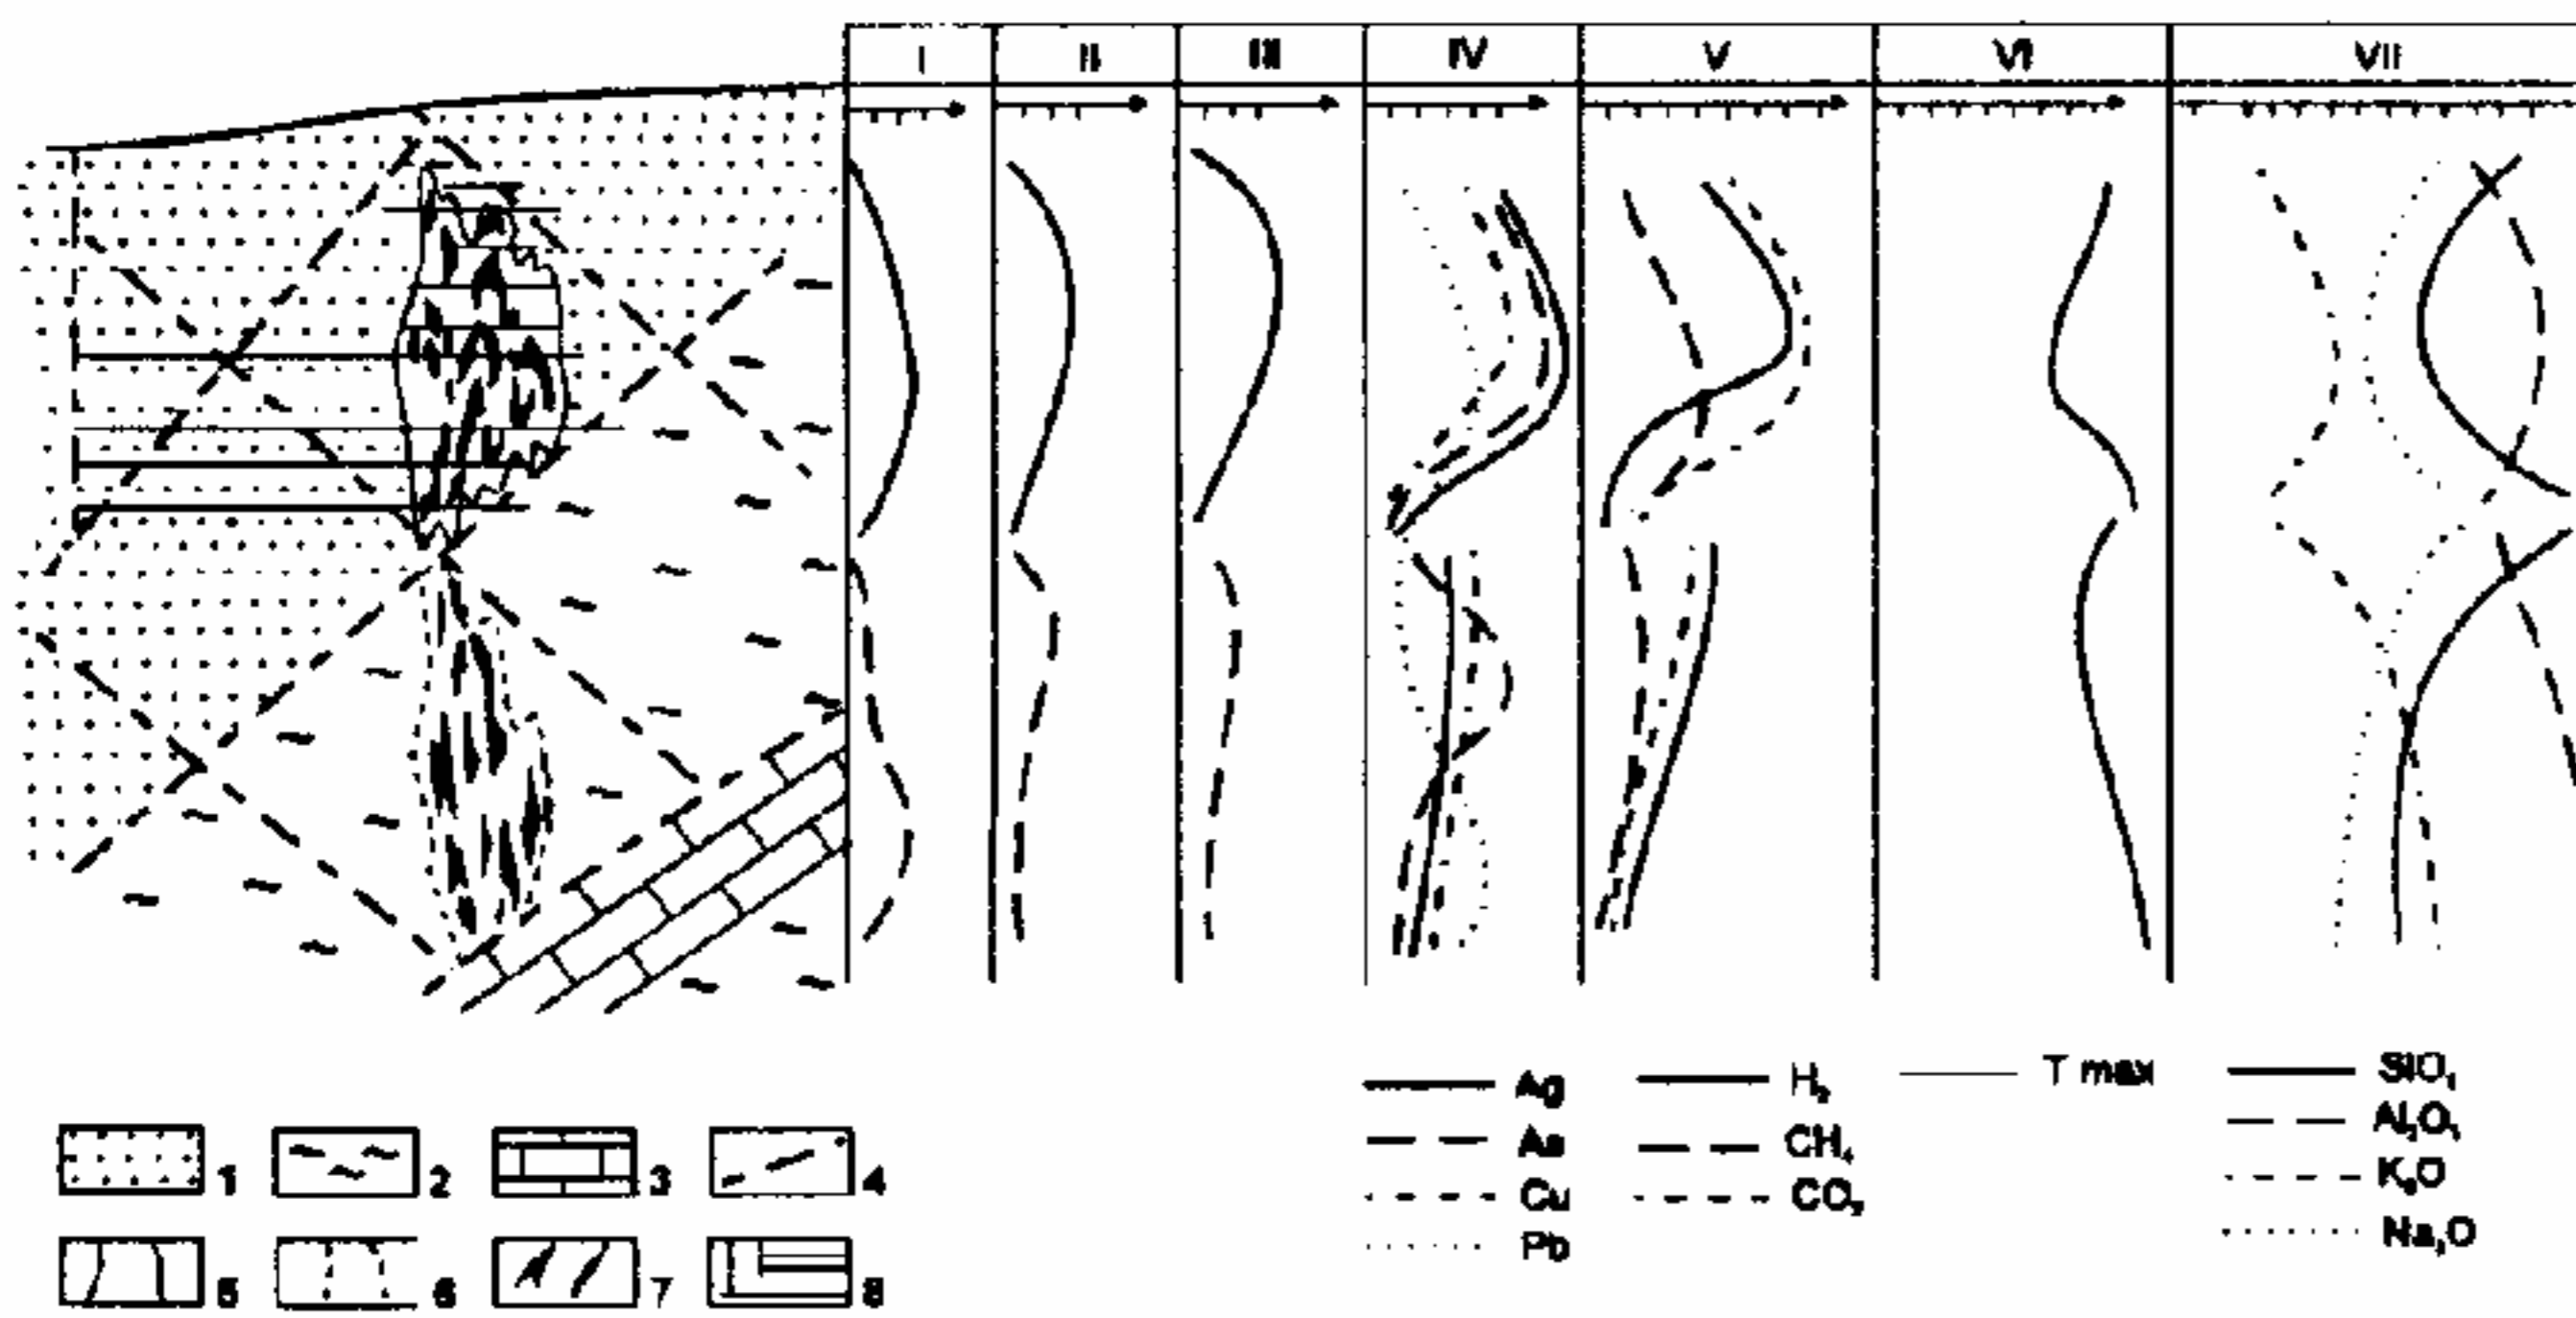 I II III IV V VI VII
Ag H₂ T max SiO₂
As CH₄ Al₂O₃
Cu CO₂ K₂O
Pb Na₂O
1 2 3 4
5 6 7 8